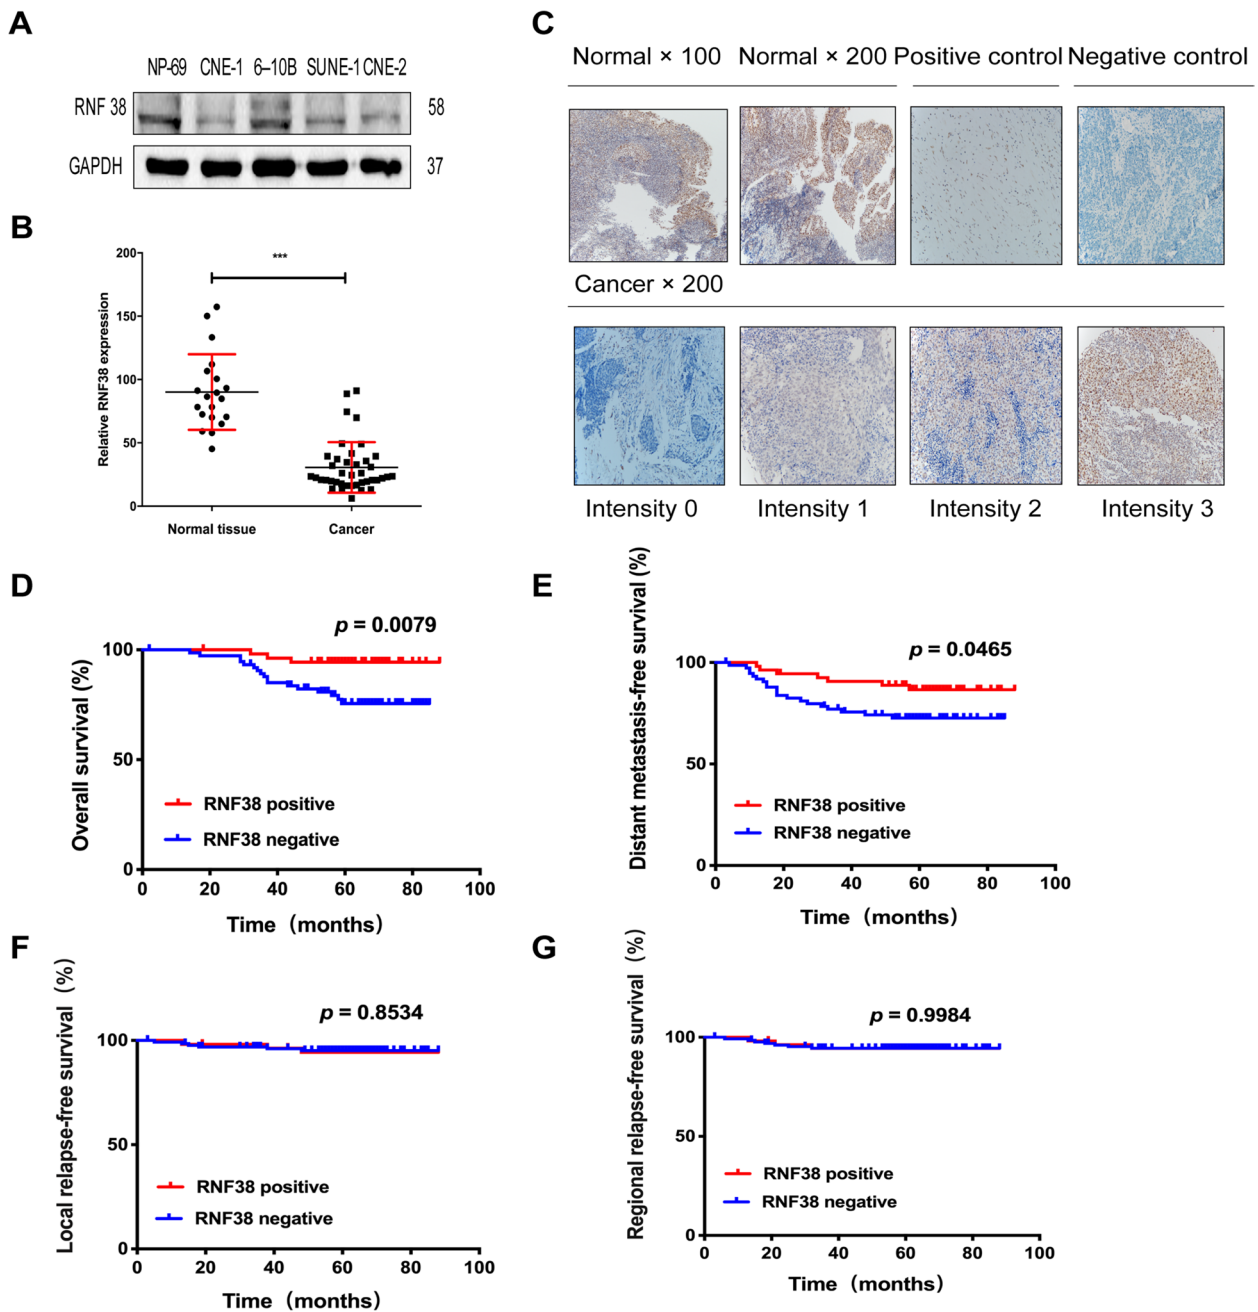 A
NP-69 CNE-1 6–10B SUNE-1 CNE-2
RNF 38 58
GAPDH 37
B
200
150
100
50
0
Relative RNF38 expression
***
Normal tissue Cancer
C
Normal × 100 Normal × 200 Positive control Negative control
Cancer × 200
Intensity 0 Intensity 1 Intensity 2 Intensity 3
D
p = 0.0079
Overall survival (%)
100
50
0
RNF38 positive
RNF38 negative
0 20 40 60 80 100
Time (months)
E
p = 0.0465
Distant metastasis-free survival (%)
100
50
0
RNF38 positive
RNF38 negative
0 20 40 60 80 100
Time (months)
F
p = 0.8534
Local relapse-free survival (%)
100
50
0
RNF38 positive
RNF38 negative
0 20 40 60 80 100
Time (months)
G
p = 0.9984
Regional relapse-free survival (%)
100
50
0
RNF38 positive
RNF38 negative
0 20 40 60 80 100
Time (months)